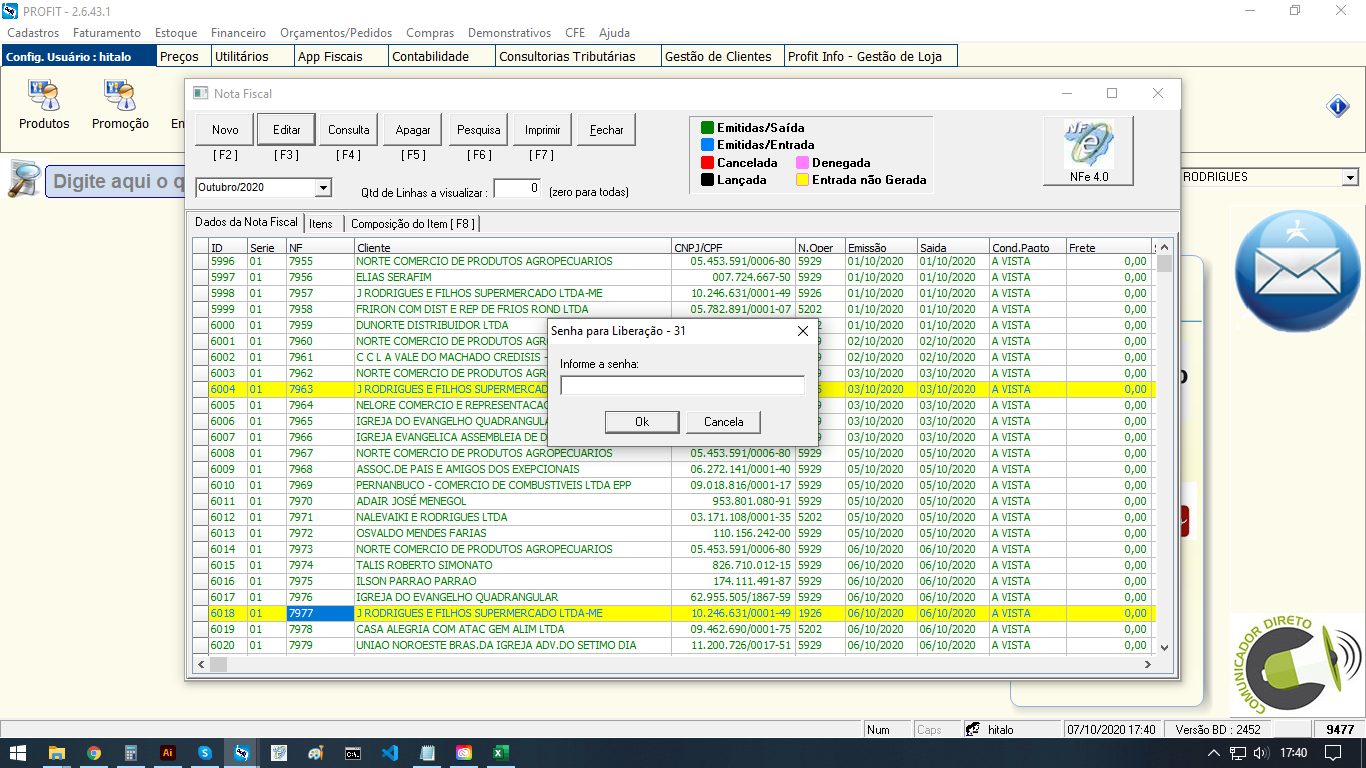 PROFIT - 2.6.43.1
Cadastros Faturamento Estoque Financeiro Orçamentos/Pedidos Compras Demonstrativos CFE Ajuda
Config. Usuário : hitalo Preços Utilitários App Fiscais Contabilidade Consultorias Tributárias Gestão de Clientes Profit Info - Gestão de Loja
Produtos Promoção En
Digite aqui o q
RODRIGUES
Nota Fiscal
Novo Editar Consulta Apagar Pesquisa Imprimir Fechar
[ F2 ] [ F3 ] [ F4 ] [ F5 ] [ F6 ] [ F7 ]
Emitidas/Saída
Emitidas/Entrada
Cancelada Denegada
Lançada Entrada não Gerada
NFe 4.0
Outubro/2020 Qtd de Linhas a visualizar : 0 (zero para todas)
Dados da Nota Fiscal Itens Composição do Item [ F8 ]
ID Serie NF Cliente CNPJ/CPF N.Oper Emissão Saida Cond.Pagto Frete
5996 01 7955 NORTE COMERCIO DE PRODUTOS AGROPECUARIOS 05.453.591/0006-80 5929 01/10/2020 01/10/2020 A VISTA 0,00
5997 01 7956 ELIAS SERAFIM 007.724.667-50 5929 01/10/2020 01/10/2020 A VISTA 0,00
5998 01 7957 J RODRIGUES E FILHOS SUPERMERCADO LTDA-ME 10.246.631/0001-49 5926 01/10/2020 01/10/2020 A VISTA 0,00
5999 01 7958 FRIRON COM DIST E REP DE FRIOS ROND LTDA 05.782.891/0001-07 5202 01/10/2020 01/10/2020 A VISTA 0,00
6000 01 7959 DUNORTE DISTRIBUIDOR LTDA 2 01/10/2020 01/10/2020 A VISTA 0,00
6001 01 7960 NORTE COMERCIO DE PRODUTOS AGRO 9 02/10/2020 02/10/2020 A VISTA 0,00
6002 01 7961 C C L A VALE DO MACHADO CREDISIS - 9 02/10/2020 02/10/2020 A VISTA 0,00
6003 01 7962 NORTE COMERCIO DE PRODUTOS AGRO 9 03/10/2020 03/10/2020 A VISTA 0,00
6004 01 7963 J RODRIGUES E FILHOS SUPERMERCAD 6 03/10/2020 03/10/2020 A VISTA 0,00
6005 01 7964 NELORE COMERCIO E REPRESENTACA 9 03/10/2020 03/10/2020 A VISTA 0,00
6006 01 7965 IGREJA DO EVANGELHO QUADRANGULA 9 03/10/2020 03/10/2020 A VISTA 0,00
6007 01 7966 IGREJA EVANGELICA ASSEMBLEIA DE D 9 03/10/2020 03/10/2020 A VISTA 0,00
6008 01 7967 NORTE COMERCIO DE PRODUTOS AGROPECUARIOS 05.453.591/0006-80 5929 03/10/2020 03/10/2020 A VISTA 0,00
6009 01 7968 ASSOC.DE PAIS E AMIGOS DOS EXEPCIONAIS 06.272.141/0001-40 5929 05/10/2020 05/10/2020 A VISTA 0,00
6010 01 7969 PERNANBUCO - COMERCIO DE COMBUSTIVEIS LTDA EPP 09.018.816/0001-17 5929 05/10/2020 05/10/2020 A VISTA 0,00
6011 01 7970 ADAIR JOSÉ MENEGOL 953.801.080-91 5929 05/10/2020 05/10/2020 A VISTA 0,00
6012 01 7971 NALEVAIKI E RODRIGUES LTDA 03.171.108/0001-35 5202 05/10/2020 05/10/2020 A VISTA 0,00
6013 01 7972 OSVALDO MENDES FARIAS 110.156.242-00 5929 05/10/2020 05/10/2020 A VISTA 0,00
6014 01 7973 NORTE COMERCIO DE PRODUTOS AGROPECUARIOS 05.453.591/0006-80 5929 06/10/2020 06/10/2020 A VISTA 0,00
6015 01 7974 TALIS ROBERTO SIMONATO 826.710.012-15 5929 06/10/2020 06/10/2020 A VISTA 0,00
6016 01 7975 ILSON PARRAO PARRAO 174.111.491-87 5929 06/10/2020 06/10/2020 A VISTA 0,00
6017 01 7976 IGREJA DO EVANGELHO QUADRANGULAR 62.955.505/1867-59 5929 06/10/2020 06/10/2020 A VISTA 0,00
6018 01 7977 J RODRIGUES E FILHOS SUPERMERCADO LTDA-ME 10.246.631/0001-49 1926 06/10/2020 06/10/2020 A VISTA 0,00
6019 01 7978 CASA ALEGRIA COM ATAC GEM ALIM LTDA 09.462.690/0001-75 5202 06/10/2020 06/10/2020 A VISTA 0,00
6020 01 7979 UNIAO NOROESTE BRAS.DA IGREJA ADV.DO SETIMO DIA 11.200.726/0017-51 5929 06/10/2020 06/10/2020 A VISTA 0,00
Senha para Liberação - 31
Informe a senha:
Ok Cancela
COMUNICADOR DIRETO
Num Caps hitalo 07/10/2020 17:40 Versão BD : 2452 9477
17:40